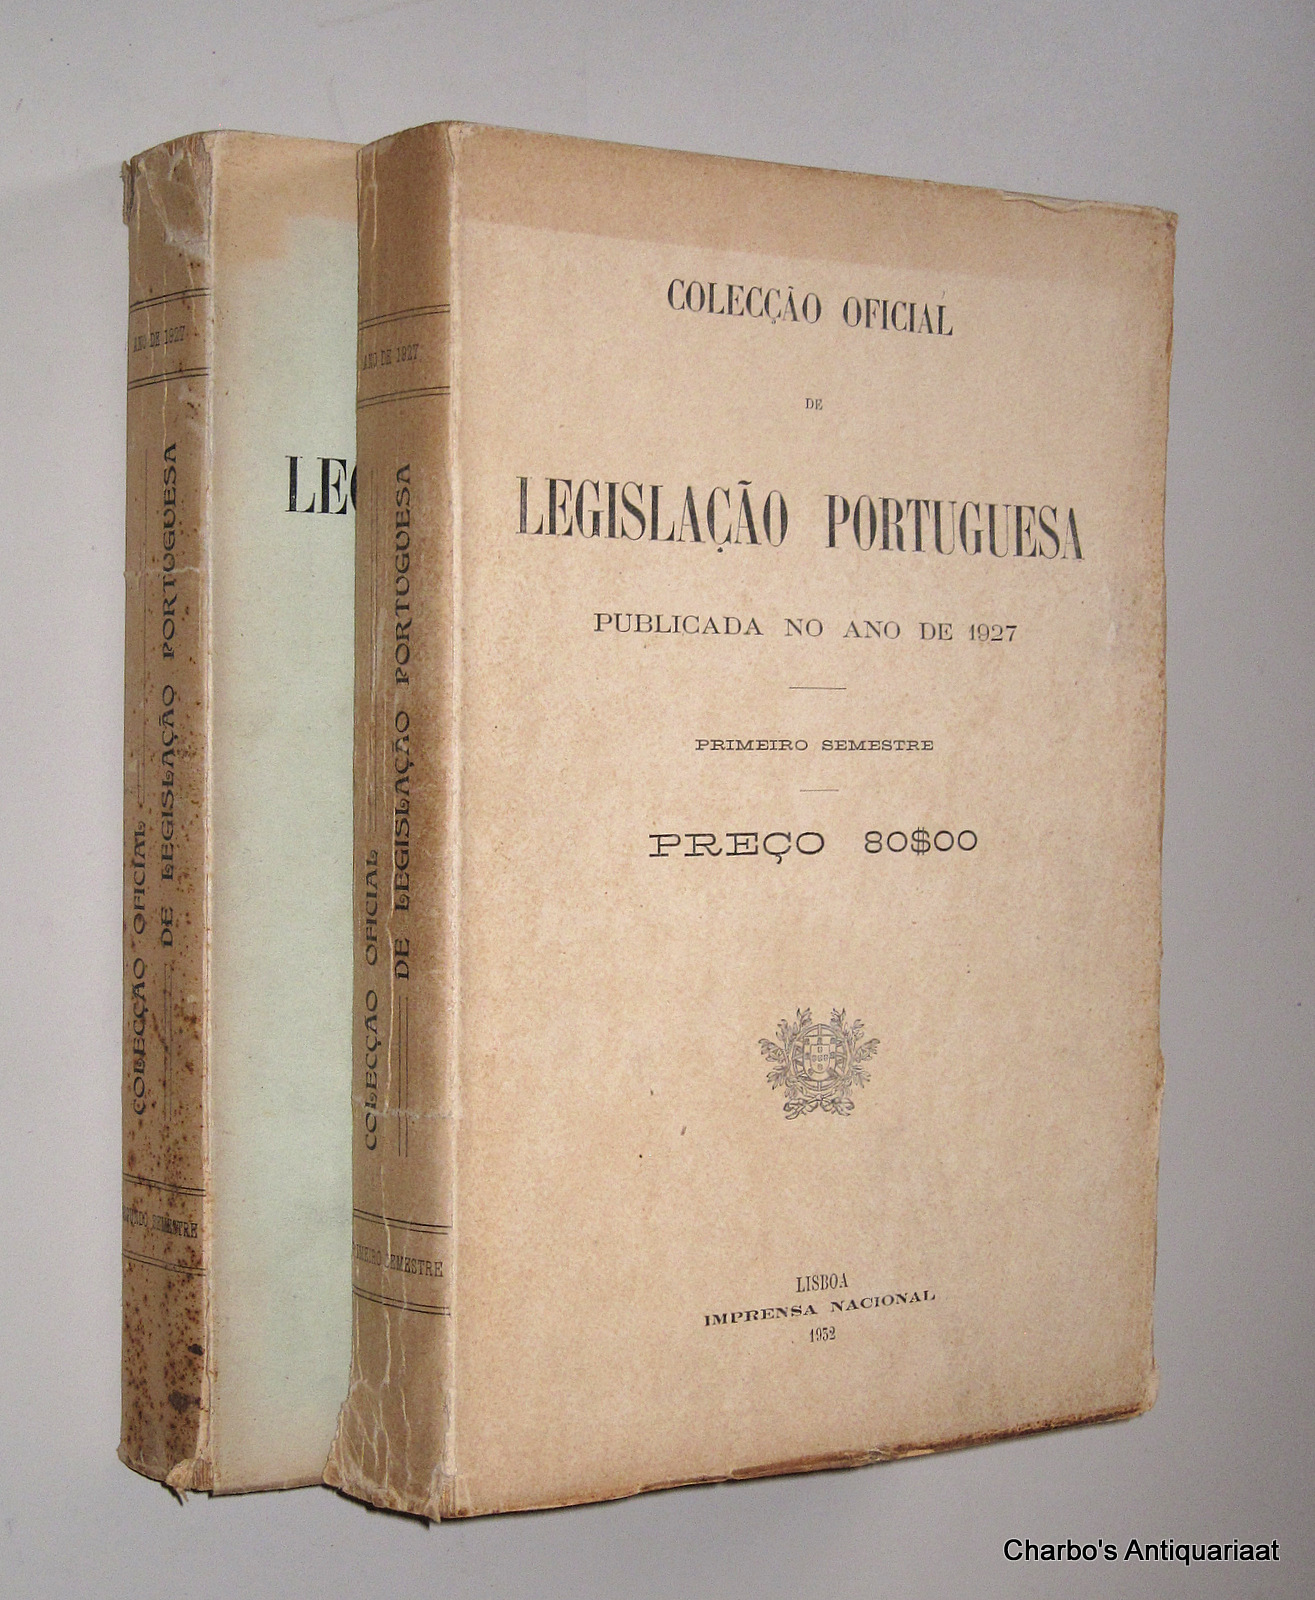 COLECÇÃO OFICIAL
DE
LEGISLAÇÃO PORTUGUESA
PUBLICADA NO ANO DE 1927
PRIMEIRO SEMESTRE
PREÇO 80$00
LISBOA
IMPRENSA NACIONAL
1932
ANO DE 1927
COLECÇÃO OFICIAL
DE LEGISLAÇÃO PORTUGUESA
PRIMEIRO SEMESTRE
ANO DE 1927
COLECÇÃO OFICIAL
DE LEGISLAÇÃO PORTUGUESA
SEGUNDO SEMESTRE
LEG
Charbo's Antiquariaat